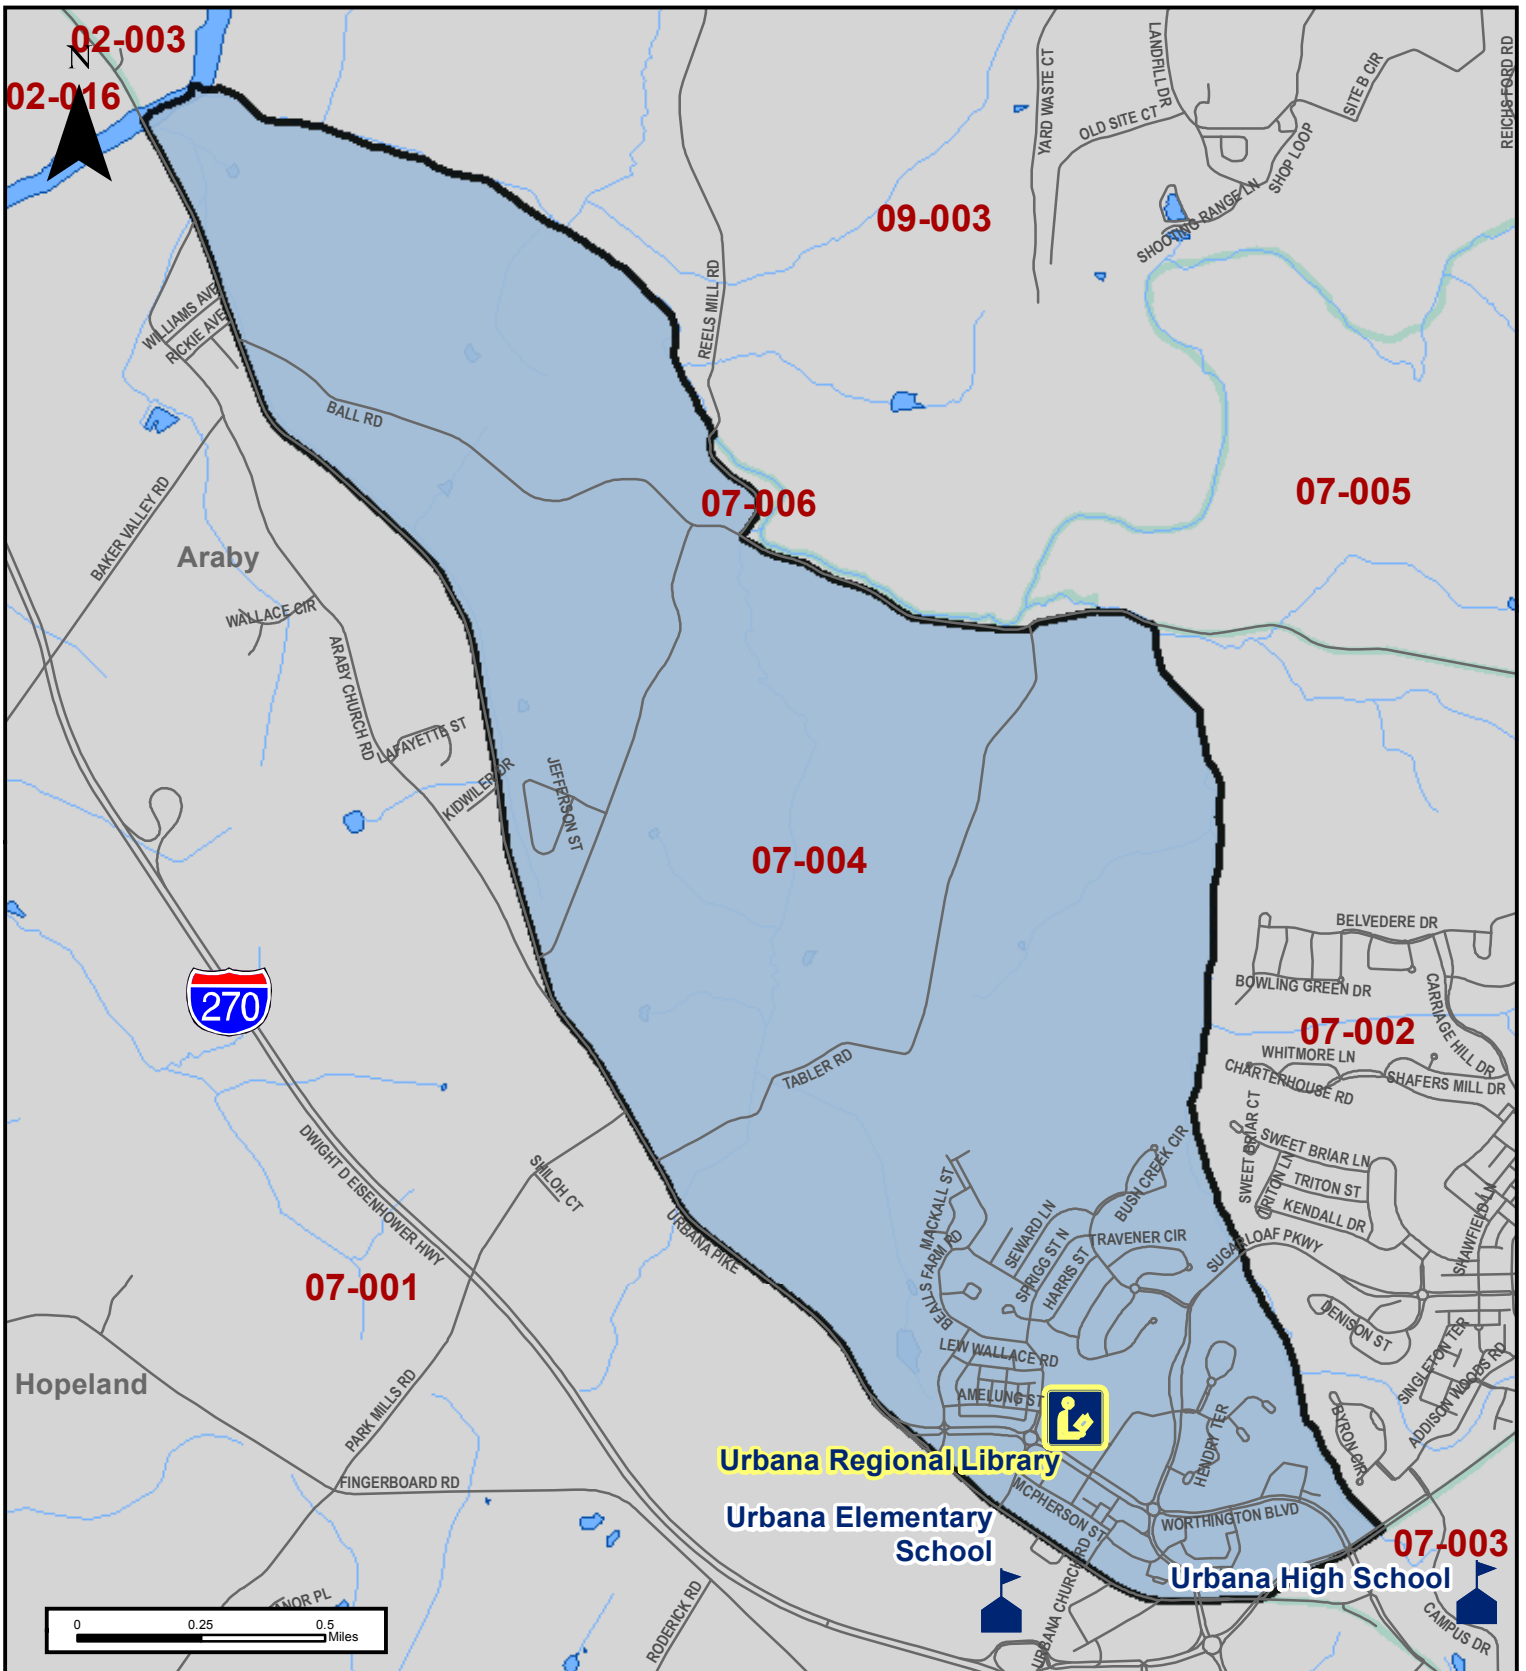 02-003
N
02-016
YARD WASTE CT
LANDFILL DR
OLD SITE CT
SITE B CIR
REICHS FORD RD
SHOP LOOP
SHOOTING RANGE LN
09-003
REELS MILL RD
WILLIAMS AVE
RICKIE AVE
BALL RD
07-006
07-005
BAKER VALLEY RD
Araby
WALLACE CIR
ARABY CHURCH RD
LAFAYETTE ST
KIDWILER DR
JEFFERSON ST
07-004
BELVEDERE DR
BOWLING GREEN DR
CARRIAGE HILL DR
270
07-002
WHITMORE LN
CHARTERHOUSE RD
SHAFERS MILL DR
TABLER RD
DWIGHT D EISENHOWER HWY
SHILOH CT
URBANA PIKE
SWEET BRIAR CT
SWEET BRIAR LN
TRITON LN
TRITON ST
KENDALL DR
SHAWFIELD LN
MACKALL ST
BUSH CREEK CIR
SEWARD LN
SPRIGG ST N
HARRIS ST
TRAVENER CIR
SUGARLOAF PKWY
BEALLS FARM RD
07-001
DENISON ST
SINGLETON TER
LEW WALLACE RD
Hopeland
AMELUNG ST
ADDISON WOODS RD
PARK MILLS RD
BYRON CIR
HENDRY TER
Urbana Regional Library
FINGERBOARD RD
MCPHERSON ST
WORTHINGTON BLVD
Urbana Elementary
School
07-003
Urbana High School
URBANA CHURCH RD
RODERICK RD
CAMPUS DR
ANOR PL
0 0.25 0.5
Miles